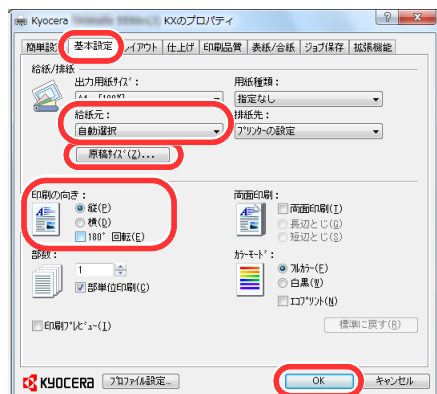 Kyocera KXのプロパティ
簡単設定 基本設定 レイアウト 仕上げ 印刷品質 表紙/合紙 ジョブ保存 拡張機能
給紙/排紙
出力用紙サイズ: 用紙種類:
A4 [100%] 指定なし
給紙元: 排紙先:
自動選択 プリンターの設定
原稿サイズ(Z)...
印刷の向き: 両面印刷:
縦(P) 両面印刷(I)
横(Q) 長辺とじ(G)
180° 回転(E) 短辺とじ(S)
部数: カラーモード:
1 フルカラー(F)
部単位印刷(C) 白黒(W)
エコプリント(N)
印刷プレビュー(I) 標準に戻す(R)
KYOCERA プロファイル設定... OK キャンセル